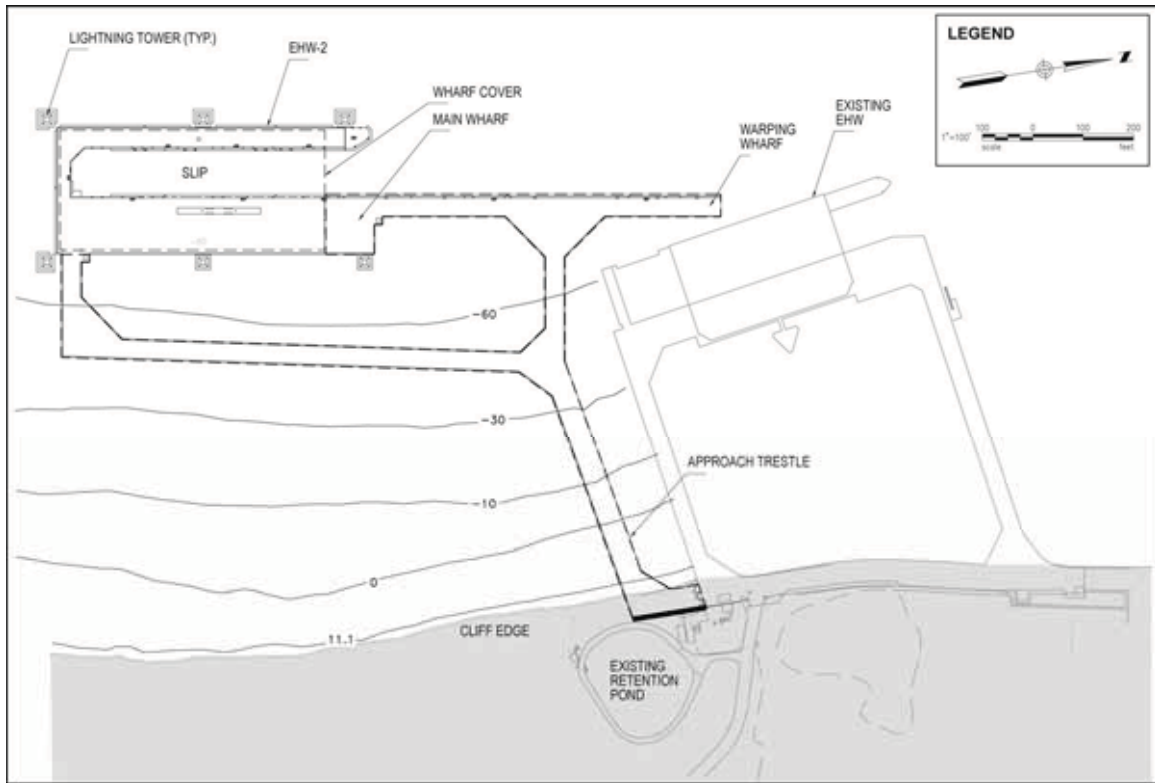 LIGHTNING TOWER (TYP.)
EHW-2
WHARF COVER
MAIN WHARF
SLIP
WARPING
WHARF
EXISTING
EHW
LEGEND
Z
1"=100'
100
0
100
200
scale
feet
-60
-30
-10
0
11.1
APPROACH TRESTLE
CLIFF EDGE
EXISTING
RETENTION
POND